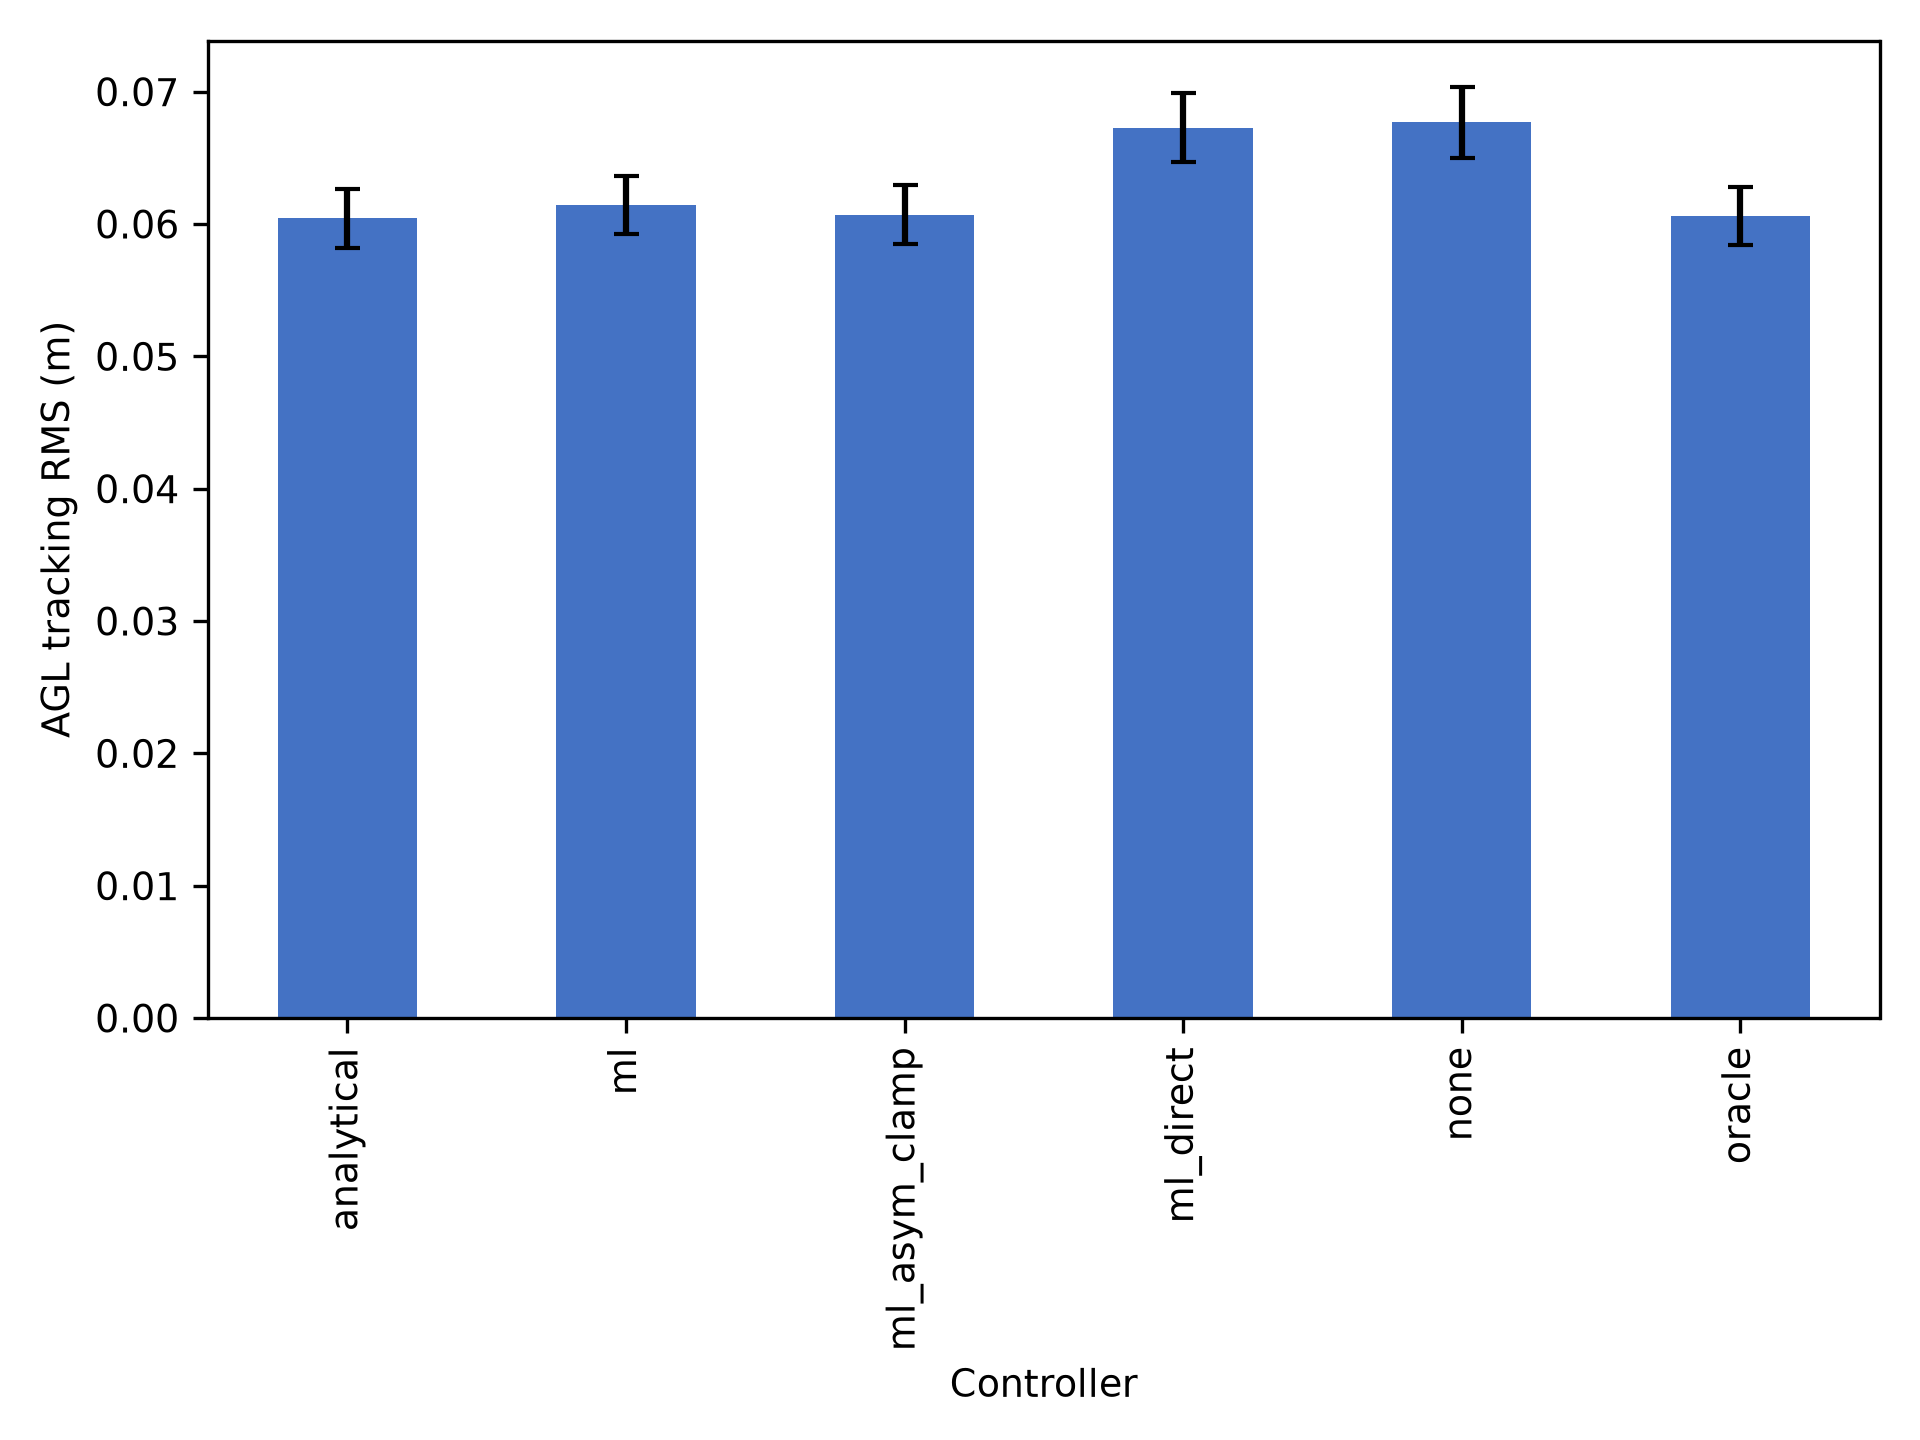 AGL tracking RMS (m)
0.07
0.06
0.05
0.04
0.03
0.02
0.01
0.00
analytical
ml
ml_asym_clamp
ml_direct
none
oracle
Controller